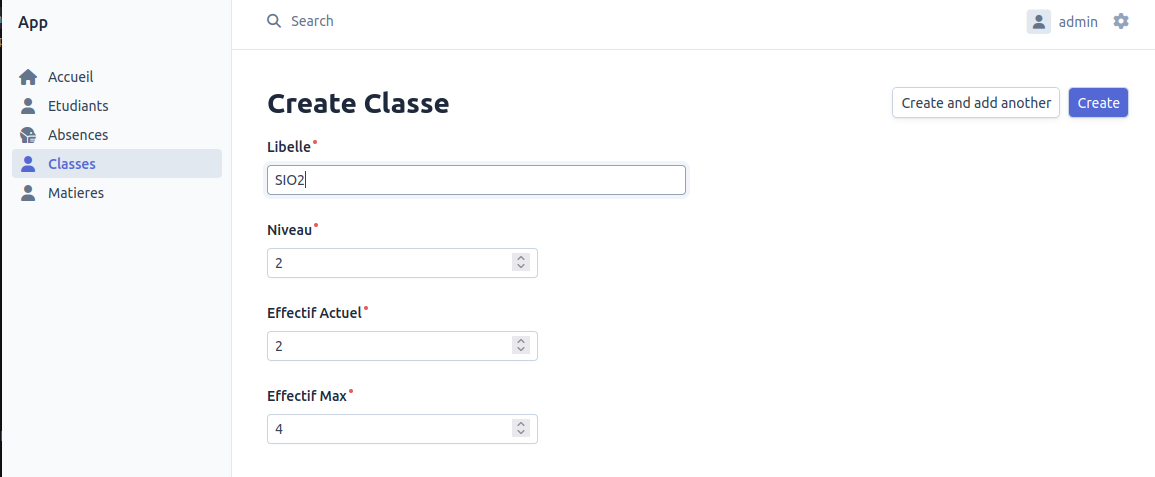 App
Search
admin
Accueil
Etudiants
Absences
Classes
Matieres
Create Classe
Create and add another
Create
Libelle
SIO2
Niveau
2
Effectif Actuel
2
Effectif Max
4